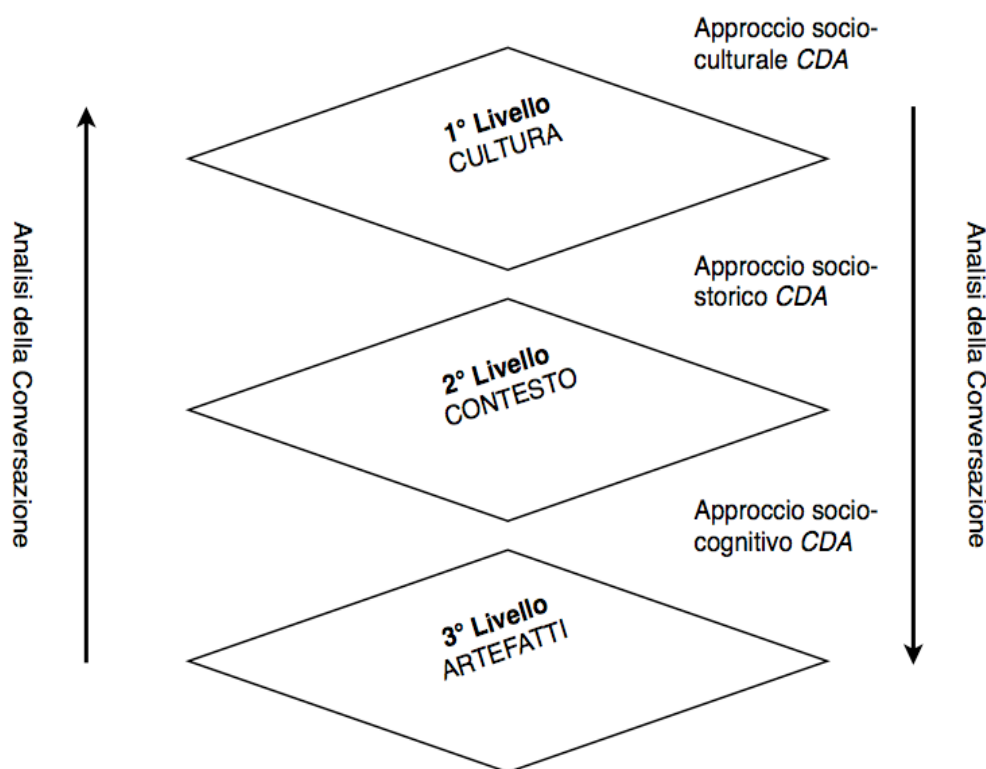 Approccio socio-
culturale CDA
1° Livello
CULTURA
Approccio socio-
storico CDA
2° Livello
CONTESTO
Approccio socio-
cognitivo CDA
3° Livello
ARTEFATTI
Analisi della Conversazione
Analisi della Conversazione